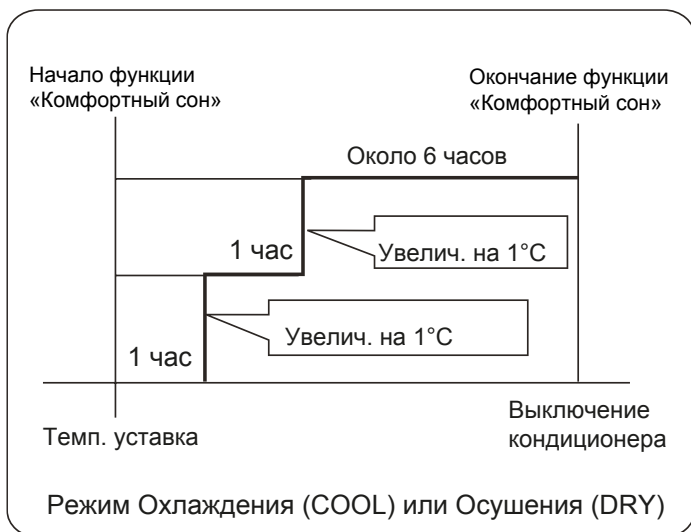 Начало функции
«Комфортный сон»
Окончание функции
«Комфортный сон»
Около 6 часов
1 час
Увелич. на 1°C
Увелич. на 1°C
1 час
Темп. уставка
Выключение
кондиционера
Режим Охлаждения (COOL) или Осушения (DRY)